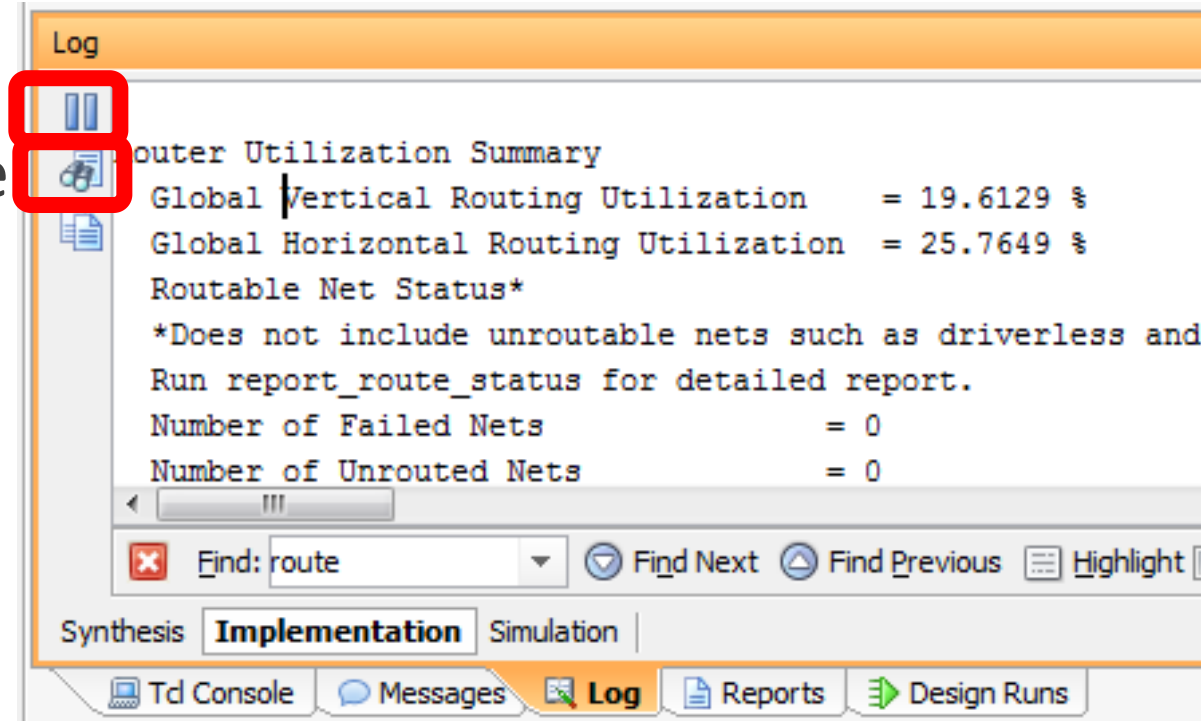 Log
outer Utilization Summary
e
Global Vertical Routing Utilization = 19.6129 %
Global Horizontal Routing Utilization = 25.7649 %
Routable Net Status*
*Does not include unroutable nets such as driverless and
Run report_route_status for detailed report.
Number of Failed Nets = 0
Number of Unrouted Nets = 0
Find: route Find Next Find Previous Highlight
Synthesis Implementation Simulation
Tcl Console Messages Log Reports Design Runs